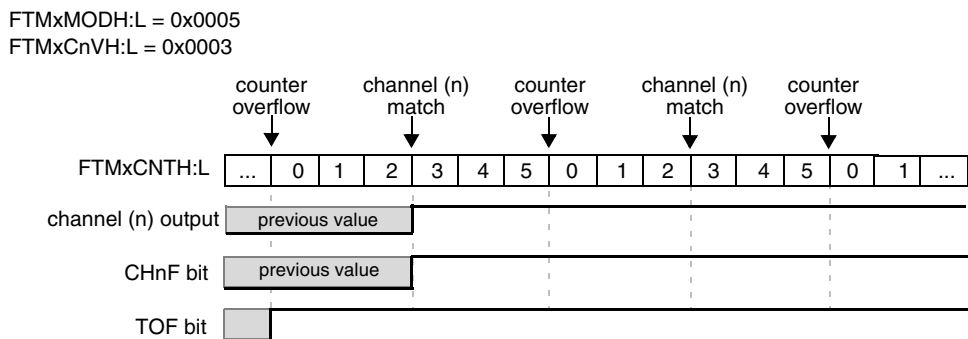 FTMxMODH:L = 0x0005
FTMxCnVH:L = 0x0003
counter overflow
channel (n) match
counter overflow
channel (n) match
counter overflow
FTMxCNTH:L ... 0 1 2 3 4 5 0 1 2 3 4 5 0 1 ...
channel (n) output previous value
CHnF bit previous value
TOF bit